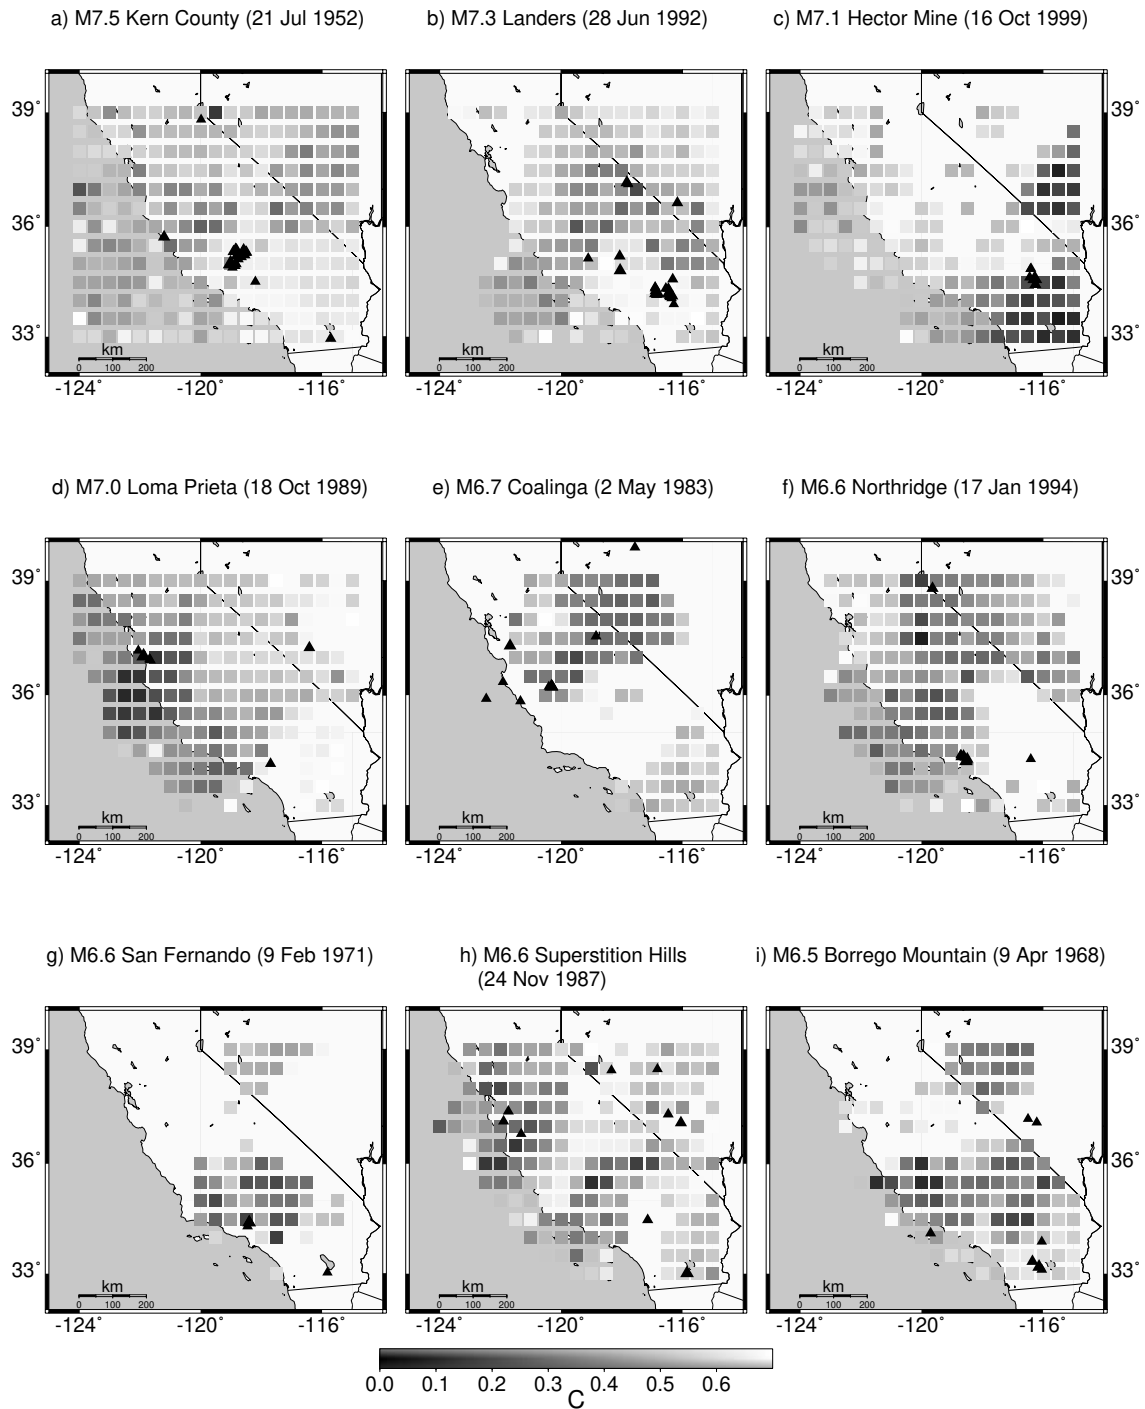 a) M7.5 Kern County (21 Jul 1952)
b) M7.3 Landers (28 Jun 1992)
c) M7.1 Hector Mine (16 Oct 1999)
39˚
36˚
33˚
km
0 100 200
-124˚ -120˚ -116˚
km
0 100 200
-124˚ -120˚ -116˚
km
0 100 200
-124˚ -120˚ -116˚
39˚
36˚
33˚
d) M7.0 Loma Prieta (18 Oct 1989)
e) M6.7 Coalinga (2 May 1983)
f) M6.6 Northridge (17 Jan 1994)
39˚
36˚
33˚
km
0 100 200
-124˚ -120˚ -116˚
km
0 100 200
-124˚ -120˚ -116˚
km
0 100 200
-124˚ -120˚ -116˚
39˚
36˚
33˚
g) M6.6 San Fernando (9 Feb 1971)
h) M6.6 Superstition Hills
(24 Nov 1987)
i) M6.5 Borrego Mountain (9 Apr 1968)
39˚
36˚
33˚
km
0 100 200
-124˚ -120˚ -116˚
km
0 100 200
-124˚ -120˚ -116˚
km
0 100 200
-124˚ -120˚ -116˚
39˚
36˚
33˚
0.0 0.1 0.2 0.3 0.4 0.5 0.6
C